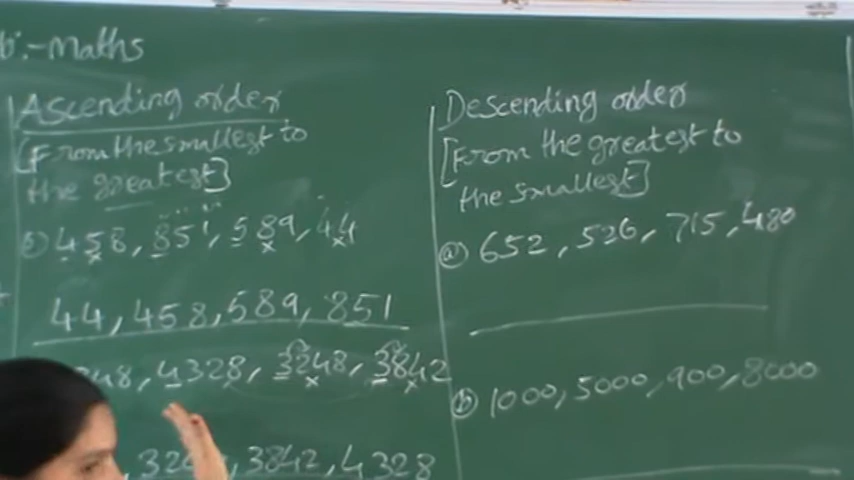 b:-Maths
Ascending order
[From the smallest to
the greatest]
458, 851, 589, 44
44, 458, 589, 851
48, 4328, 3248, 3842
, 32, 3842, 4328
Descending order
[From the greatest to
the smallest]
a) 652, 526, 715, 480
b) 1000, 5000, 900, 8000